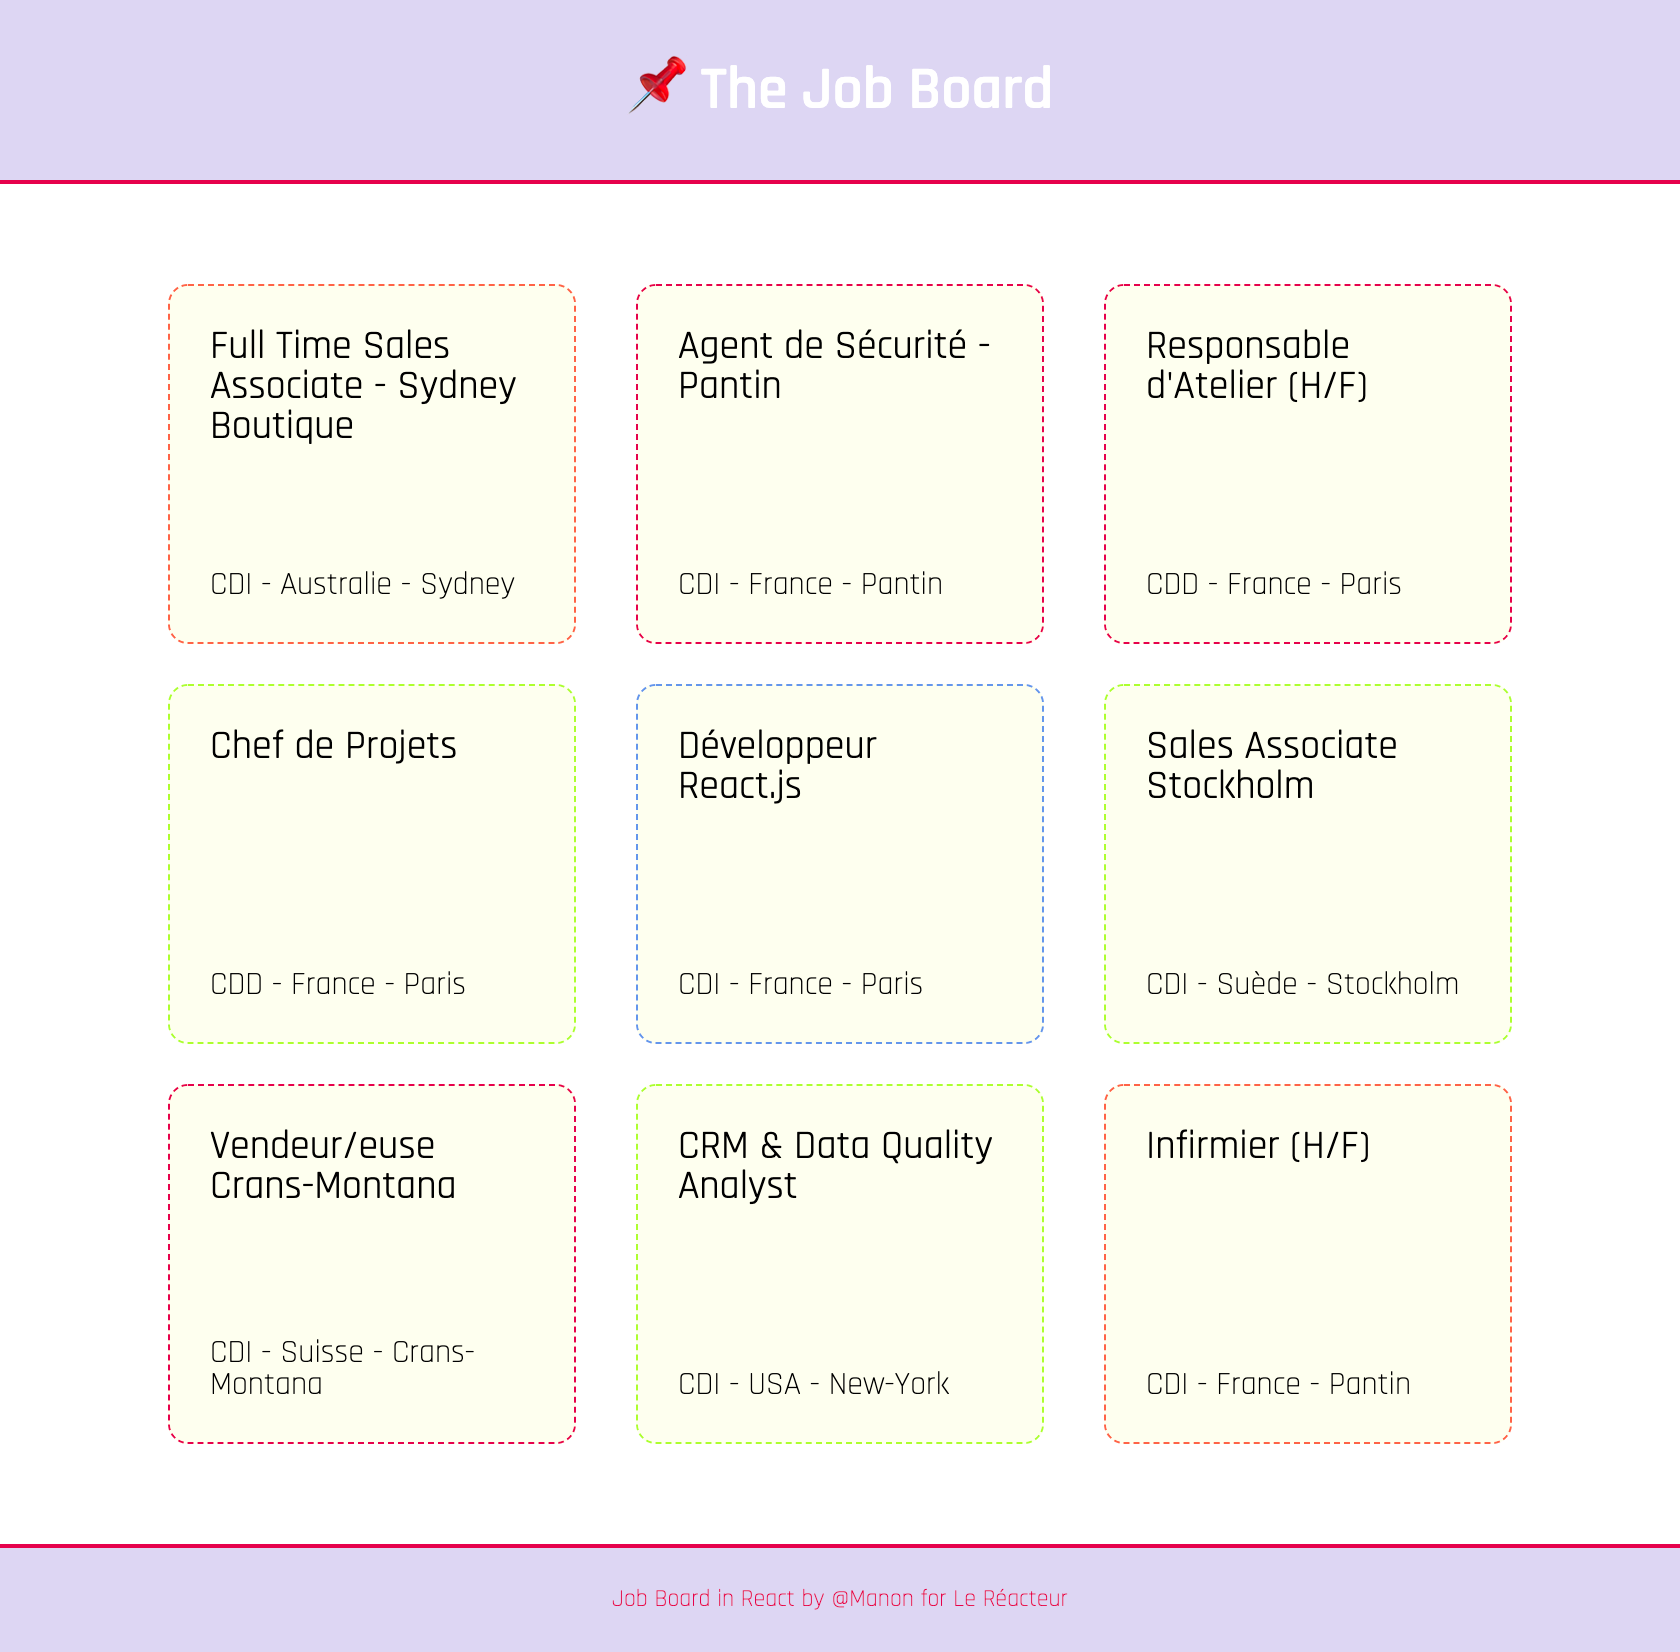 The Job Board
Full Time Sales
Associate - Sydney
Boutique
CDI - Australie - Sydney
Agent de Sécurité -
Pantin
CDI - France - Pantin
Responsable
d'Atelier (H/F)
CDD - France - Paris
Chef de Projets
CDD - France - Paris
Développeur
React.js
CDI - France - Paris
Sales Associate
Stockholm
CDI - Suède - Stockholm
Vendeur/euse
Crans-Montana
CDI - Suisse - Crans-
Montana
CRM & Data Quality
Analyst
CDI - USA - New-York
Infirmier (H/F)
CDI - France - Pantin
Job Board in React by @Manon for Le Réacteur